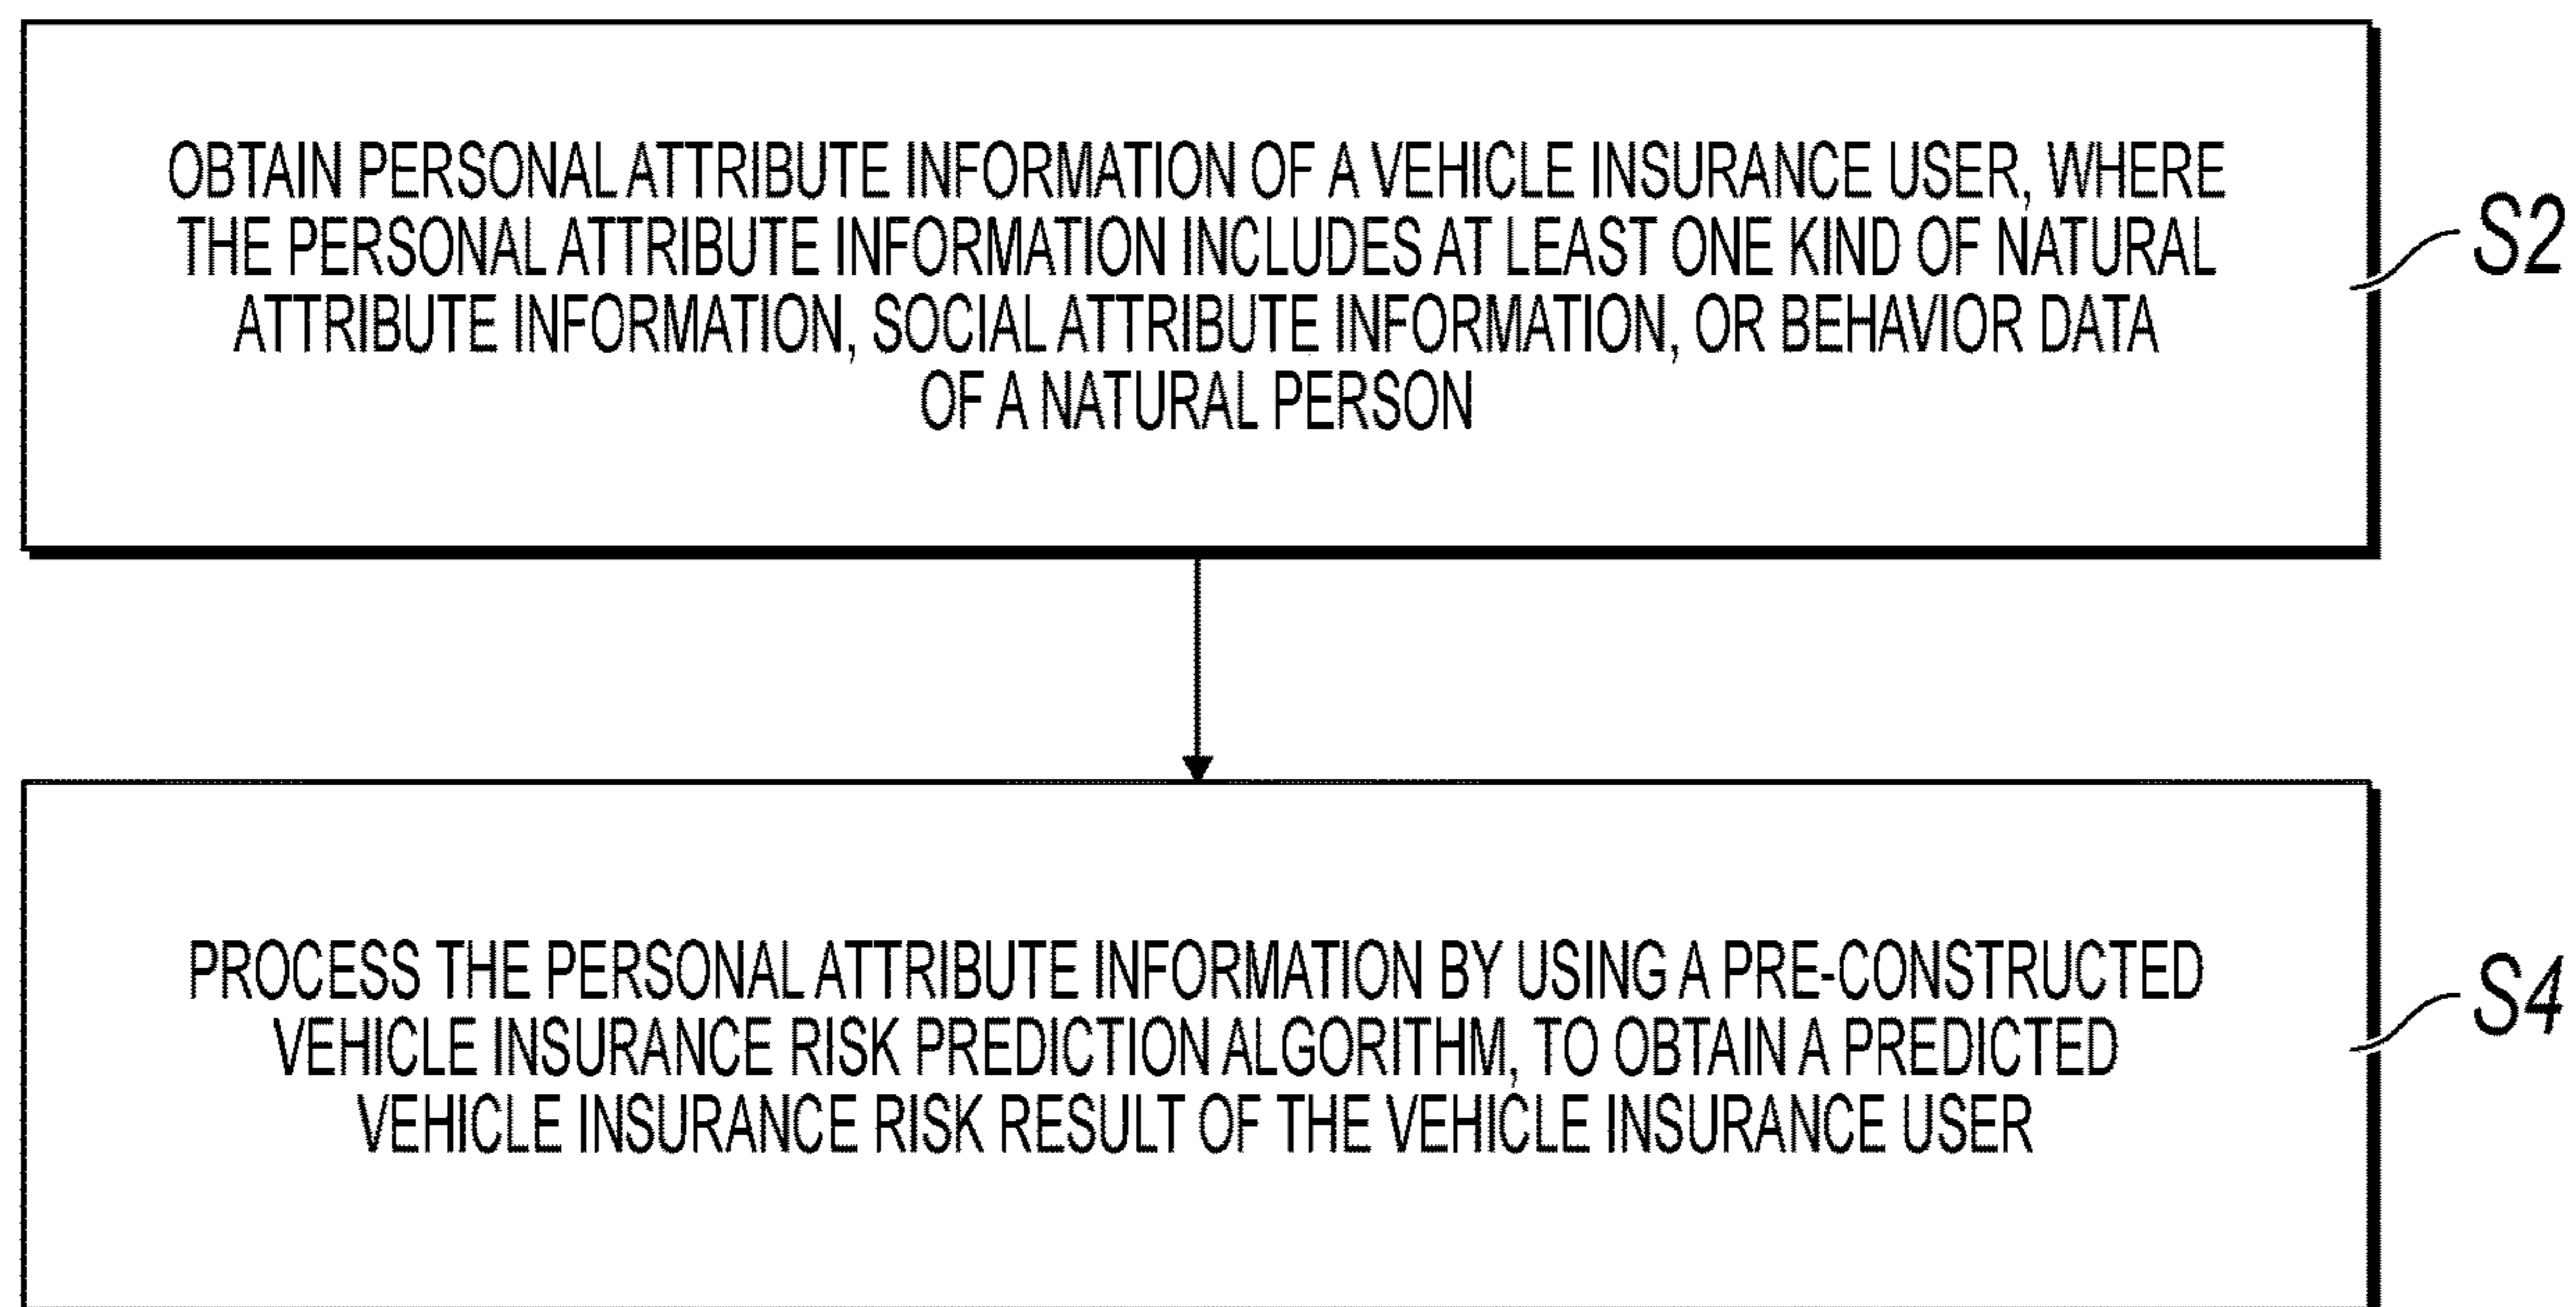 OBTAIN PERSONAL ATTRIBUTE INFORMATION OF A VEHICLE INSURANCE USER, WHERE
THE PERSONAL ATTRIBUTE INFORMATION INCLUDES AT LEAST ONE KIND OF NATURAL
ATTRIBUTE INFORMATION, SOCIAL ATTRIBUTE INFORMATION, OR BEHAVIOR DATA
OF A NATURAL PERSON
S2
PROCESS THE PERSONAL ATTRIBUTE INFORMATION BY USING A PRE-CONSTRUCTED
VEHICLE INSURANCE RISK PREDICTION ALGORITHM, TO OBTAIN A PREDICTED
VEHICLE INSURANCE RISK RESULT OF THE VEHICLE INSURANCE USER
S4